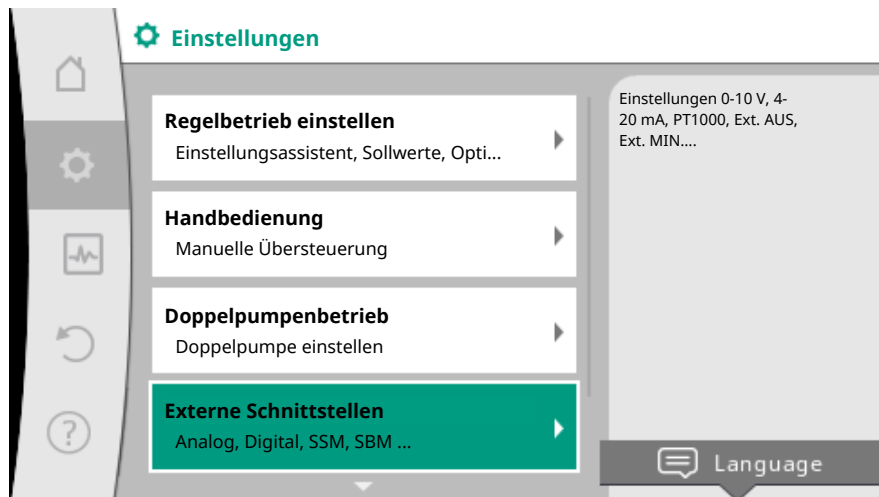 Einstellungen
Regelbetrieb einstellen
Einstellungsassistent, Sollwerte, Opti...
Handbedienung
Manuelle Übersteuerung
Doppelpumpenbetrieb
Doppelpumpe einstellen
Externe Schnittstellen
Analog, Digital, SSM, SBM ...
Einstellungen 0-10 V, 4-
20 mA, PT1000, Ext. AUS,
Ext. MIN....
?
Language